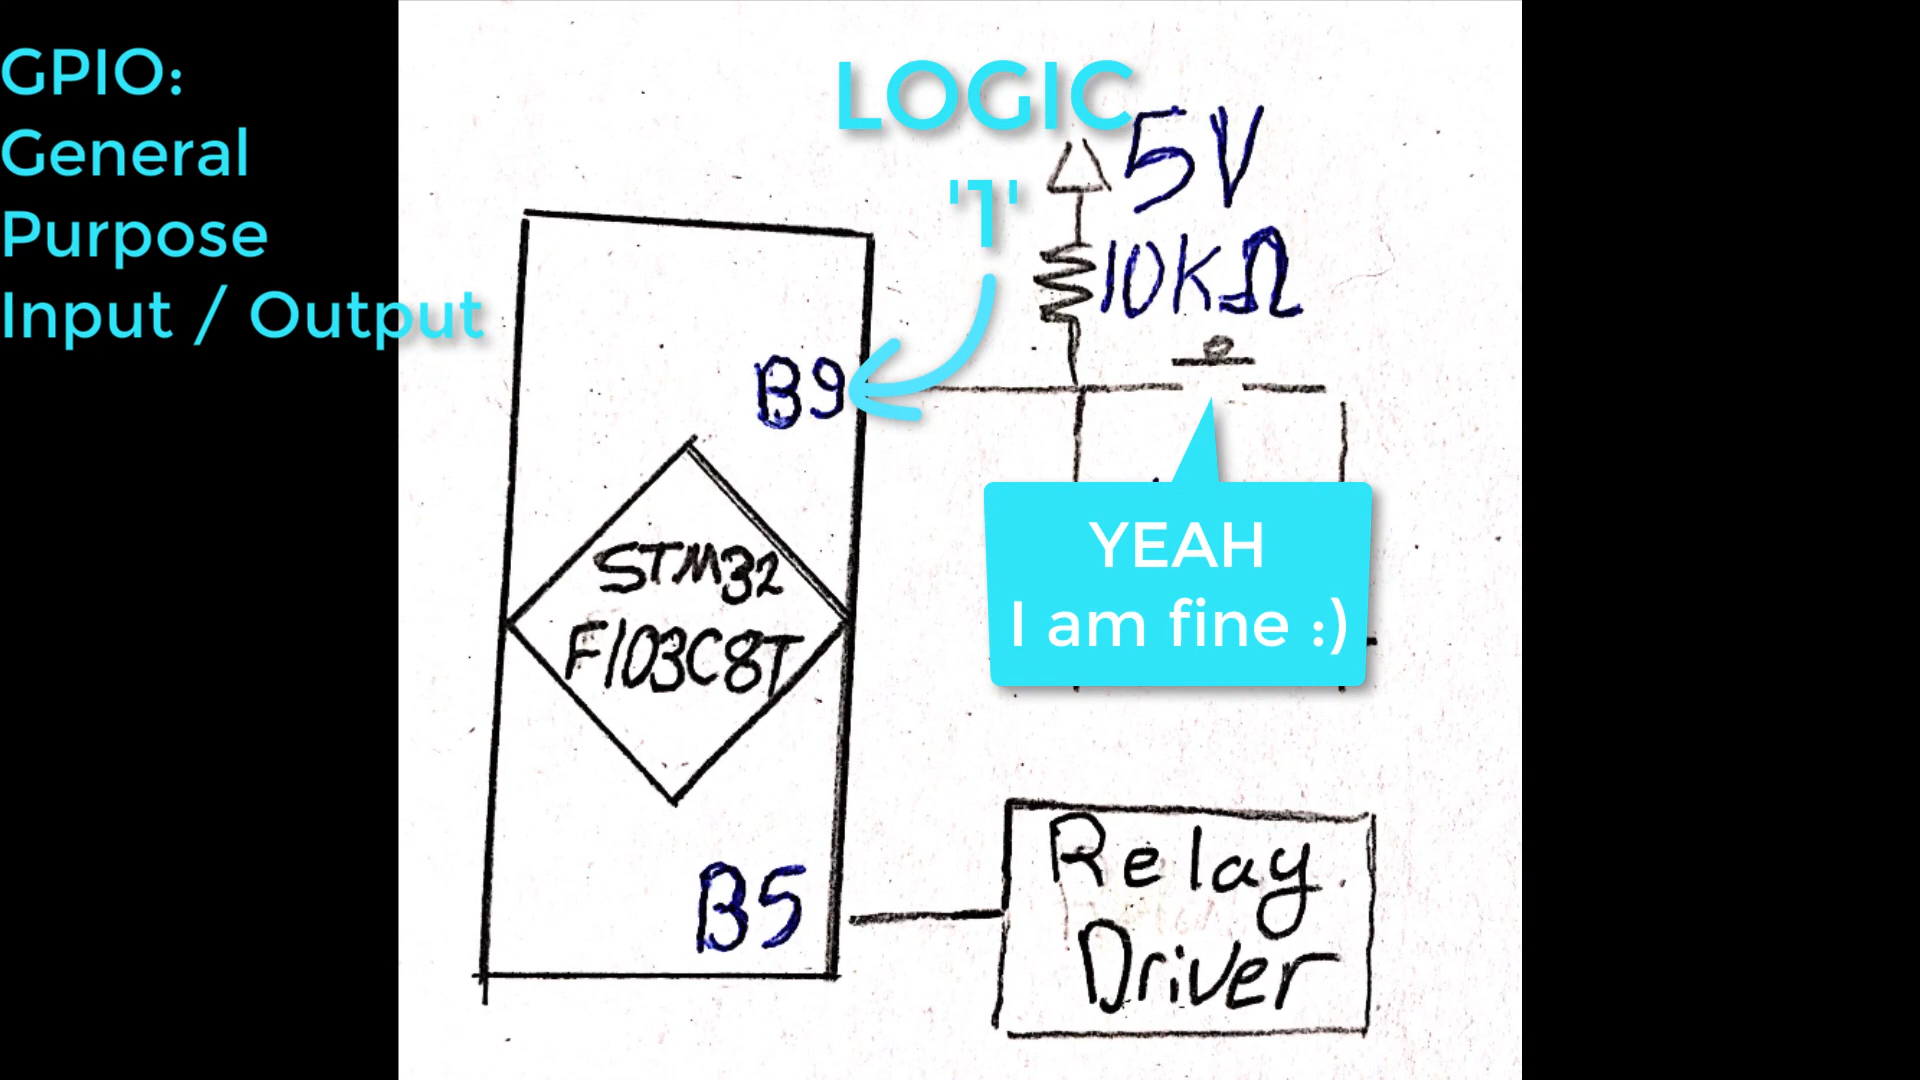 GPIO:
General
Purpose
Input / Output
LOGIC
'1'
5V
10KΩ
B9
YEAH
I am fine :)
STM32
F103C8T
B5
Relay
Driver